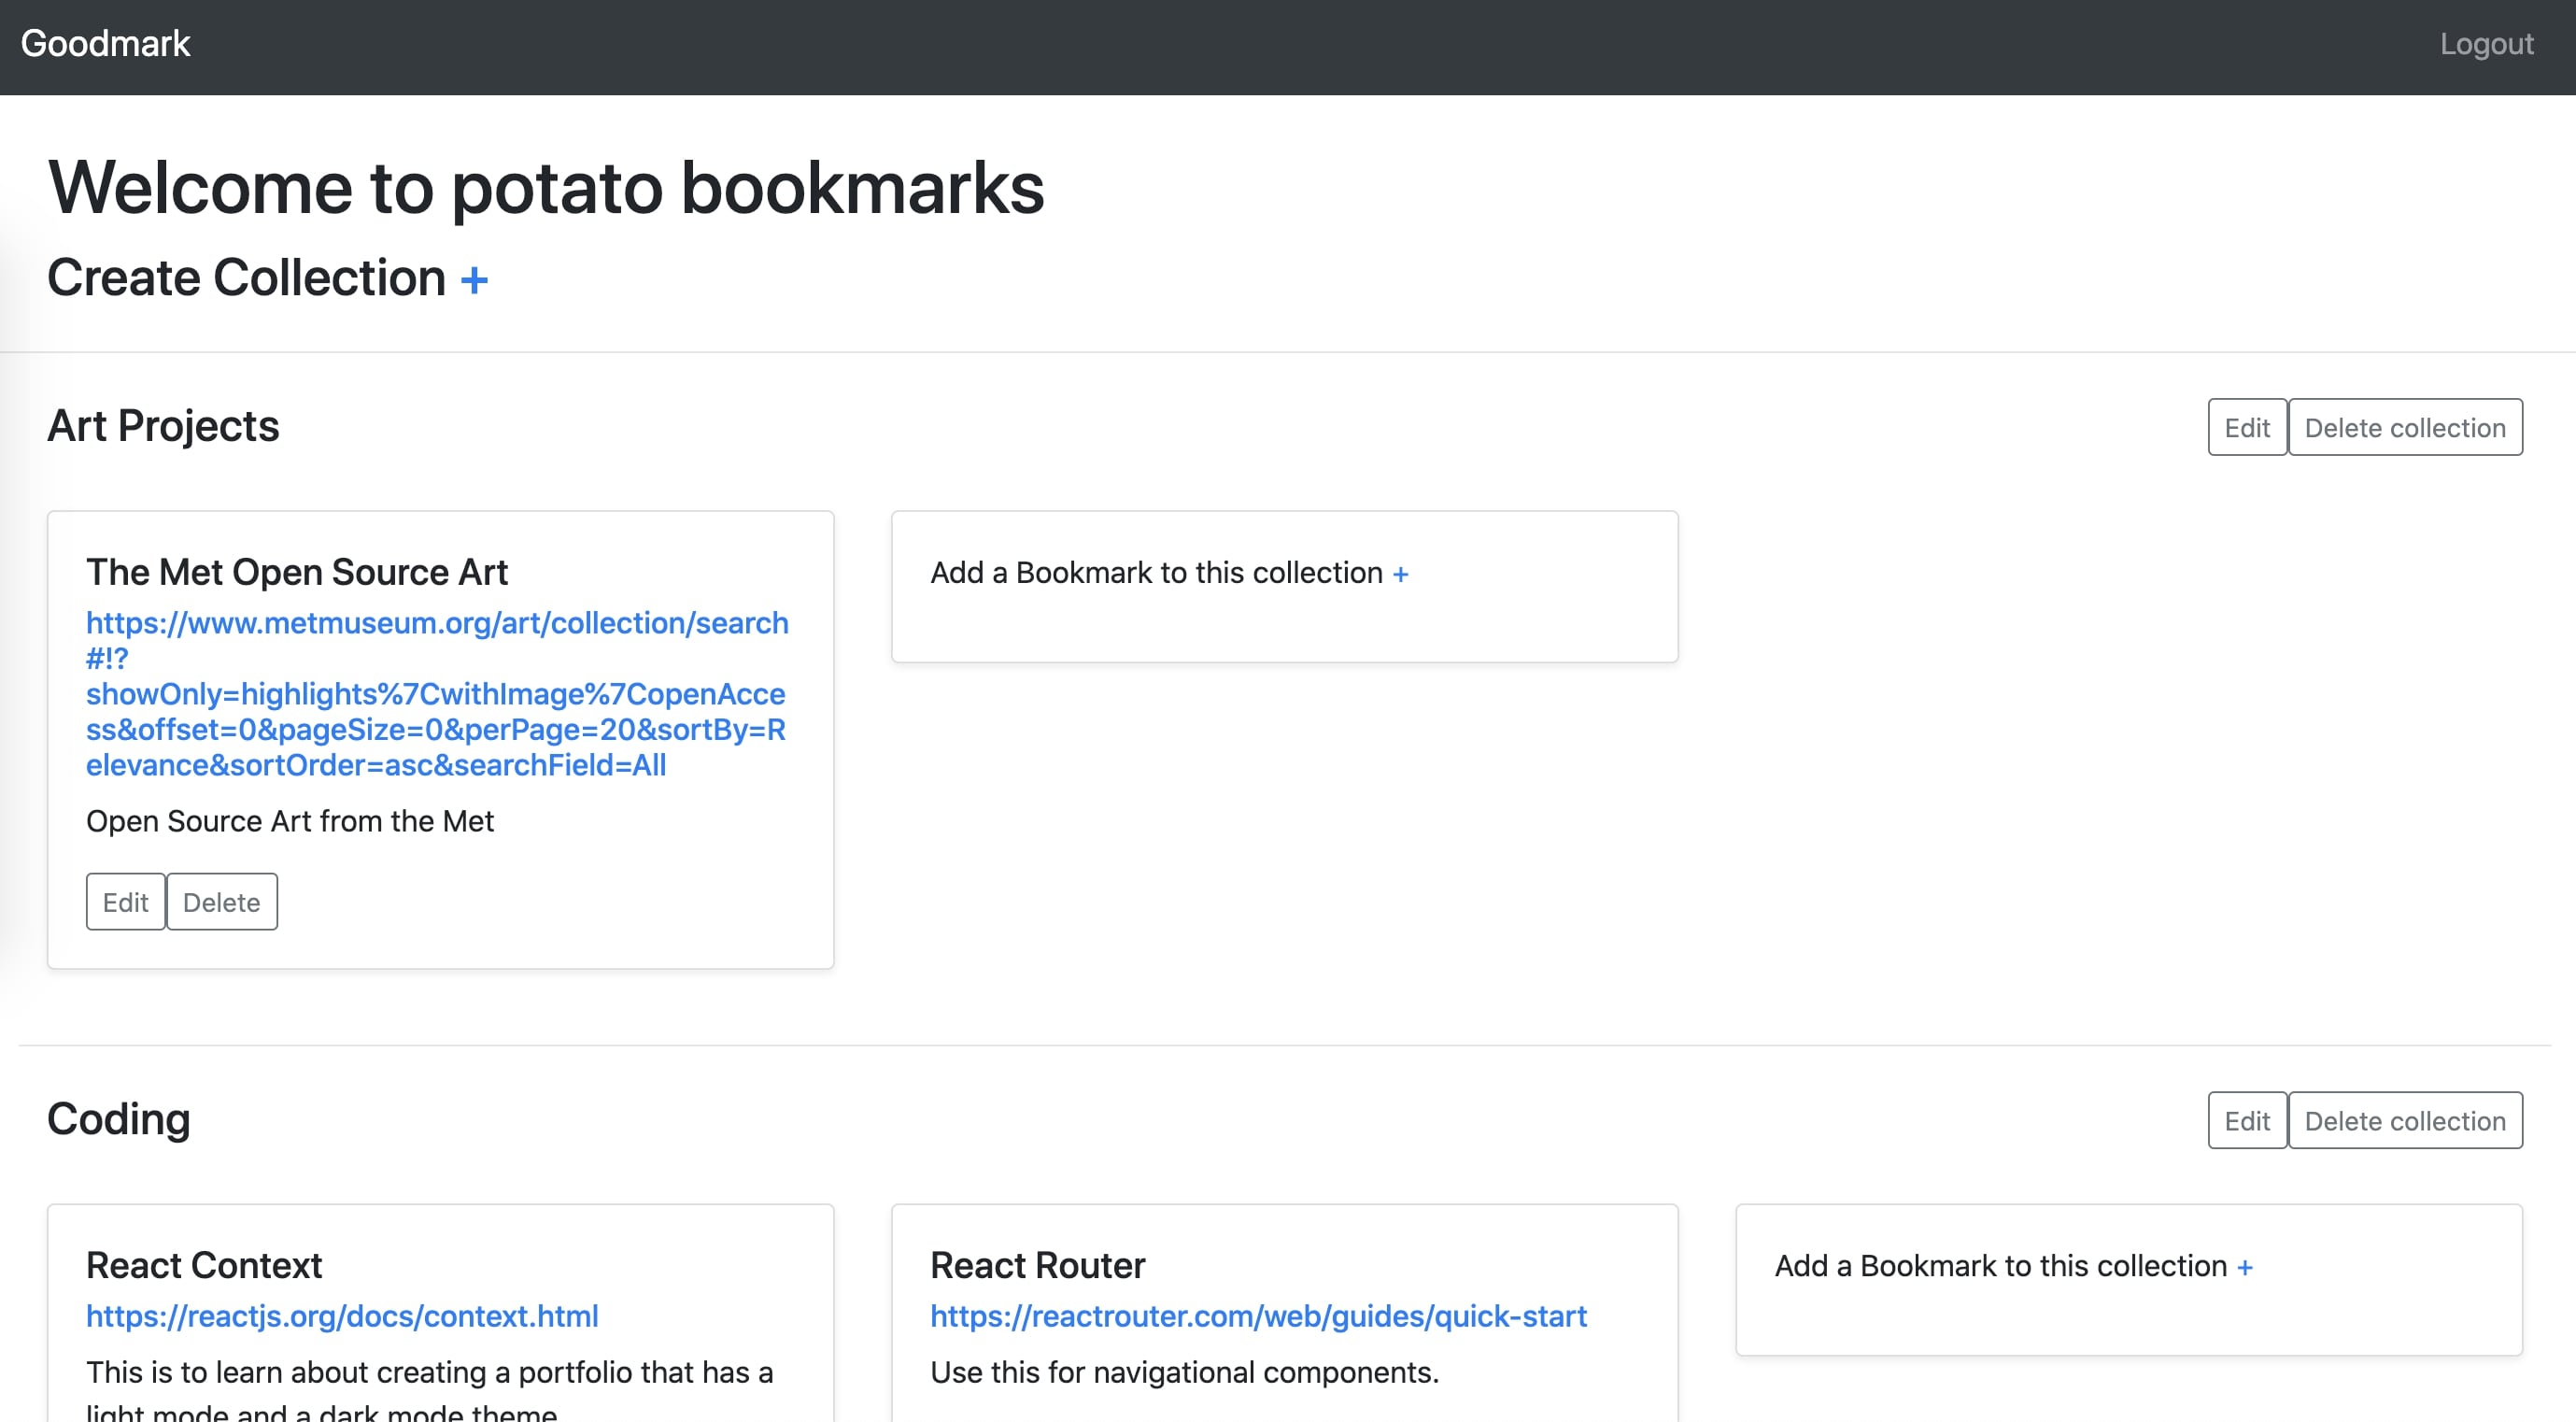 Goodmark
Logout
Welcome to potato bookmarks
Create Collection +
Art Projects
Edit
Delete collection
The Met Open Source Art
https://www.metmuseum.org/art/collection/search
#!?
showOnly=highlights%7CwithImage%7CopenAcce
ss&offset=0&pageSize=0&perPage=20&sortBy=R
elevance&sortOrder=asc&searchField=All
Open Source Art from the Met
Edit
Delete
Add a Bookmark to this collection +
Coding
Edit
Delete collection
React Context
https://reactjs.org/docs/context.html
This is to learn about creating a portfolio that has a
light mode and a dark mode theme
React Router
https://reactrouter.com/web/guides/quick-start
Use this for navigational components.
Add a Bookmark to this collection +